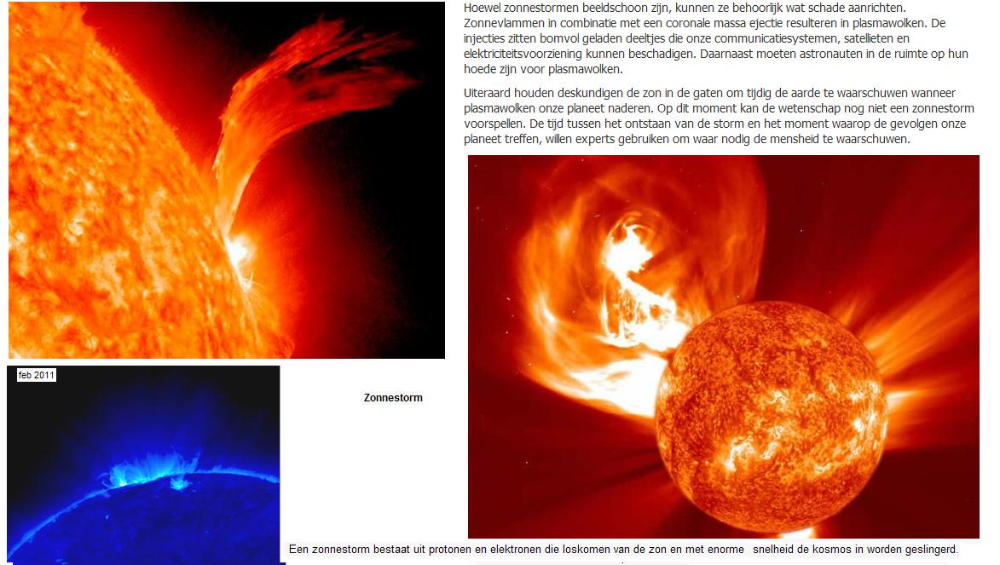 Hoewel zonnestormen beeldschoon zijn, kunnen ze behoorlijk wat schade aanrichten.
Zonnevlammen in combinatie met een coronale massa ejectie resulteren in plasmawolken. De
injecties zitten bomvol geladen deeltjes die onze communicatiesystemen, satellieten en
elektriciteitsvoorziening kunnen beschadigen. Daarnaast moeten astronauten in de ruimte op hun
hoede zijn voor plasmawolken.
Uiteraard houden deskundigen de zon in de gaten om tijdig de aarde te waarschuwen wanneer
plasmawolken onze planeet naderen. Op dit moment kan de wetenschap nog niet een zonnestorm
voorspellen. De tijd tussen het ontstaan van de storm en het moment waarop de gevolgen onze
planeet treffen, willen experts gebruiken om waar nodig de mensheid te waarschuwen.
feb 2011
Zonnestorm
Een zonnestorm bestaat uit protonen en elektronen die loskomen van de zon en met enorme snelheid de kosmos in worden geslingerd.